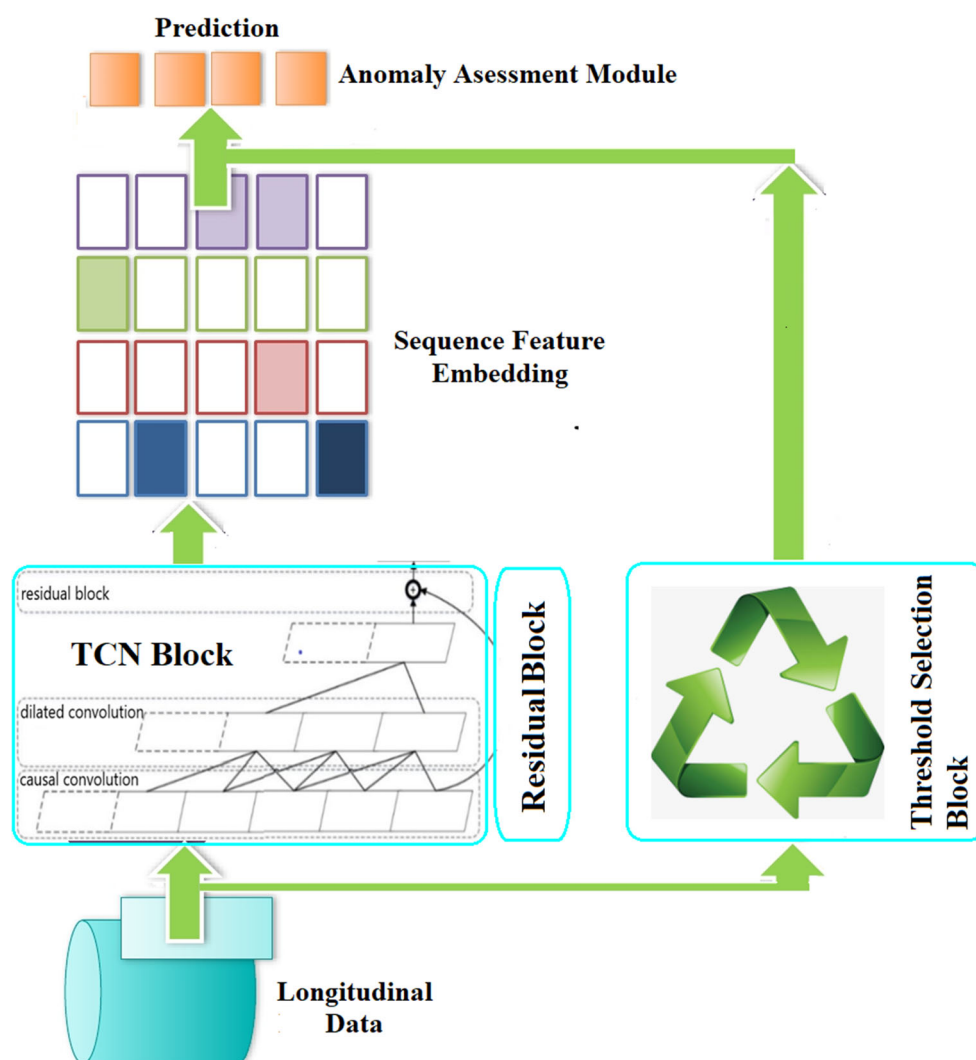 Prediction
Anomaly Asessment Module
Sequence Feature
Embedding
residual block
TCN Block
dilated convolution
causal convolution
Residual Block
Threshold Selection
Block
Longitudinal
Data